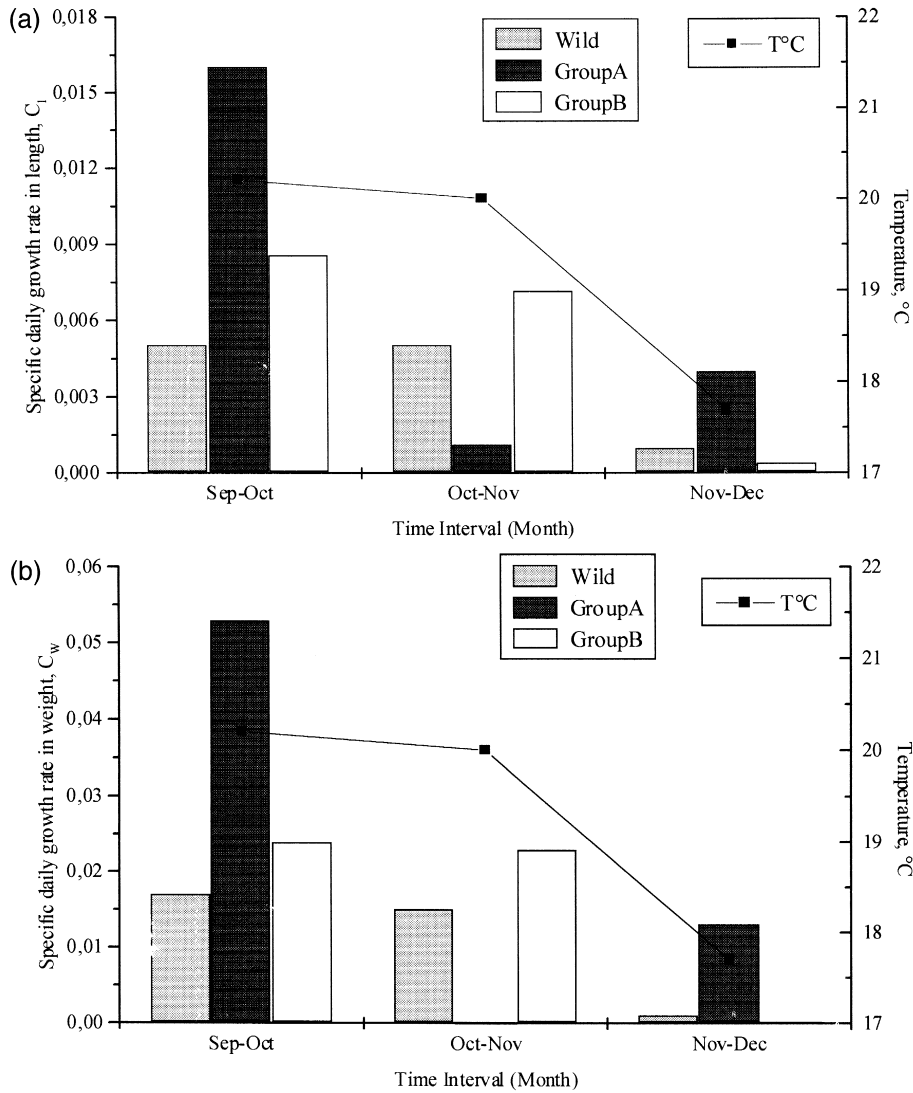 (a)
0,018
0,015
0,012
0,009
0,006
0,003
0,000
Specific daily growth rate in length, C₁
Wild
GroupA
GroupB
T°C
22
21
20
19
18
17
Temperature, °C
Sep-Oct
Oct-Nov
Nov-Dec
Time Interval (Month)
(b)
0,06
0,05
0,04
0,03
0,02
0,01
0,00
Specific daily growth rate in weight, C_W
Wild
GroupA
GroupB
T°C
22
21
20
19
18
17
Temperature, °C
Sep-Oct
Oct-Nov
Nov-Dec
Time Interval (Month)